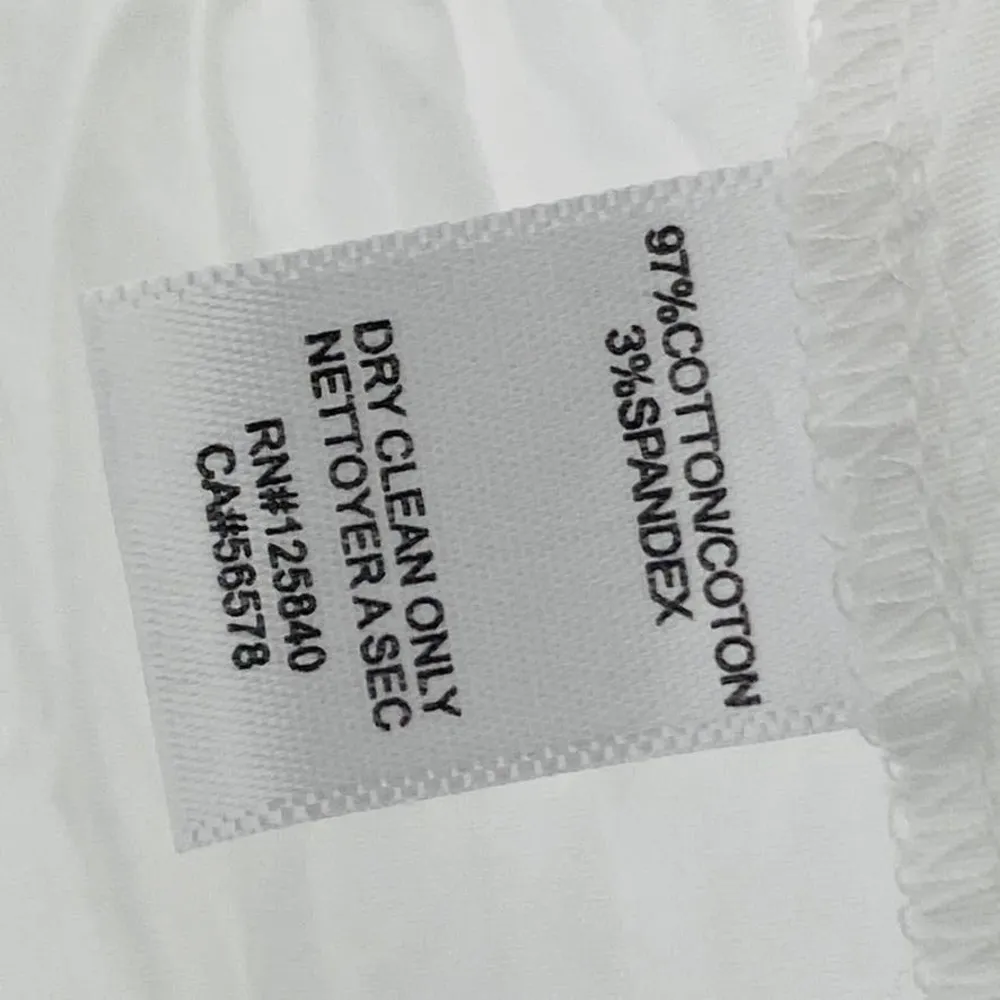 97%COTTON/COTON
3%SPANDEX
DRY CLEAN ONLY
NETTOYER A SEC
RN#125840
CA#56578